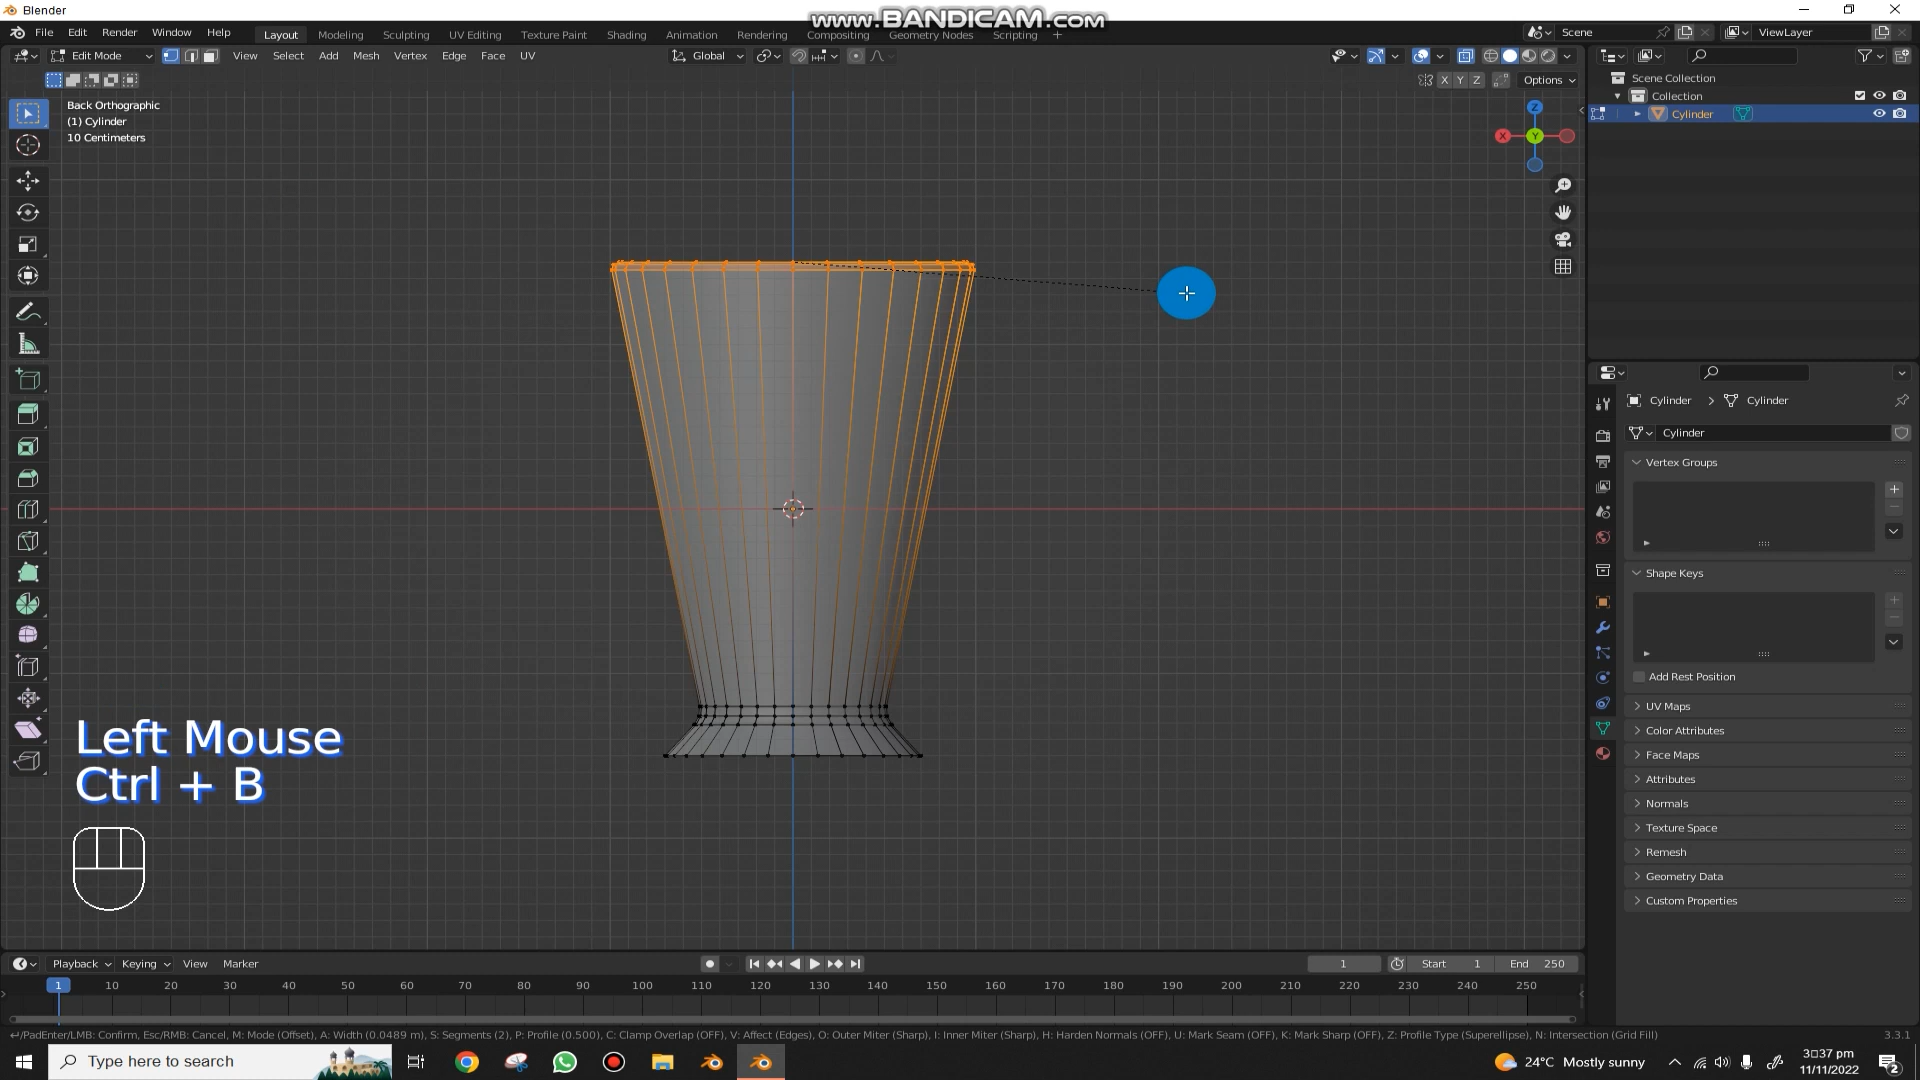 Blender
www.BANDICAM.com
File Edit Render Window Help Layout Modeling Sculpting UV Editing Texture Paint Shading Animation Rendering Compositing Geometry Nodes Scripting + Scene ViewLayer
Edit Mode View Select Add Mesh Vertex Edge Face UV Global
X Y Z Options
Scene Collection
Collection
Cylinder
Back Orthographic
(1) Cylinder
10 Centimeters
Z
X Y
Cylinder > Cylinder
Cylinder
Vertex Groups
Shape Keys
Add Rest Position
UV Maps
Color Attributes
Face Maps
Attributes
Normals
Texture Space
Remesh
Geometry Data
Custom Properties
Left Mouse
Ctrl + B
Playback Keying View Marker 1 Start 1 End 250
1 10 20 30 40 50 60 70 80 90 100 110 120 130 140 150 160 170 180 190 200 210 220 230 240 250
/PadEnter/LMB: Confirm, Esc/RMB: Cancel, M: Mode (Offset), A: Width (0.0489 m), S: Segments (2), P: Profile (0.500), C: Clamp Overlap (OFF), V: Affect (Edges), O: Outer Miter (Sharp), I: Inner Miter (Sharp), H: Harden Normals (OFF), U: Mark Seam (OFF), K: Mark Sharp (OFF), Z: Profile Type (Superellipse), N: Intersection (Grid Fill) 3.3.1
Type here to search
24°C Mostly sunny
3□37 pm
11/11/2022
2